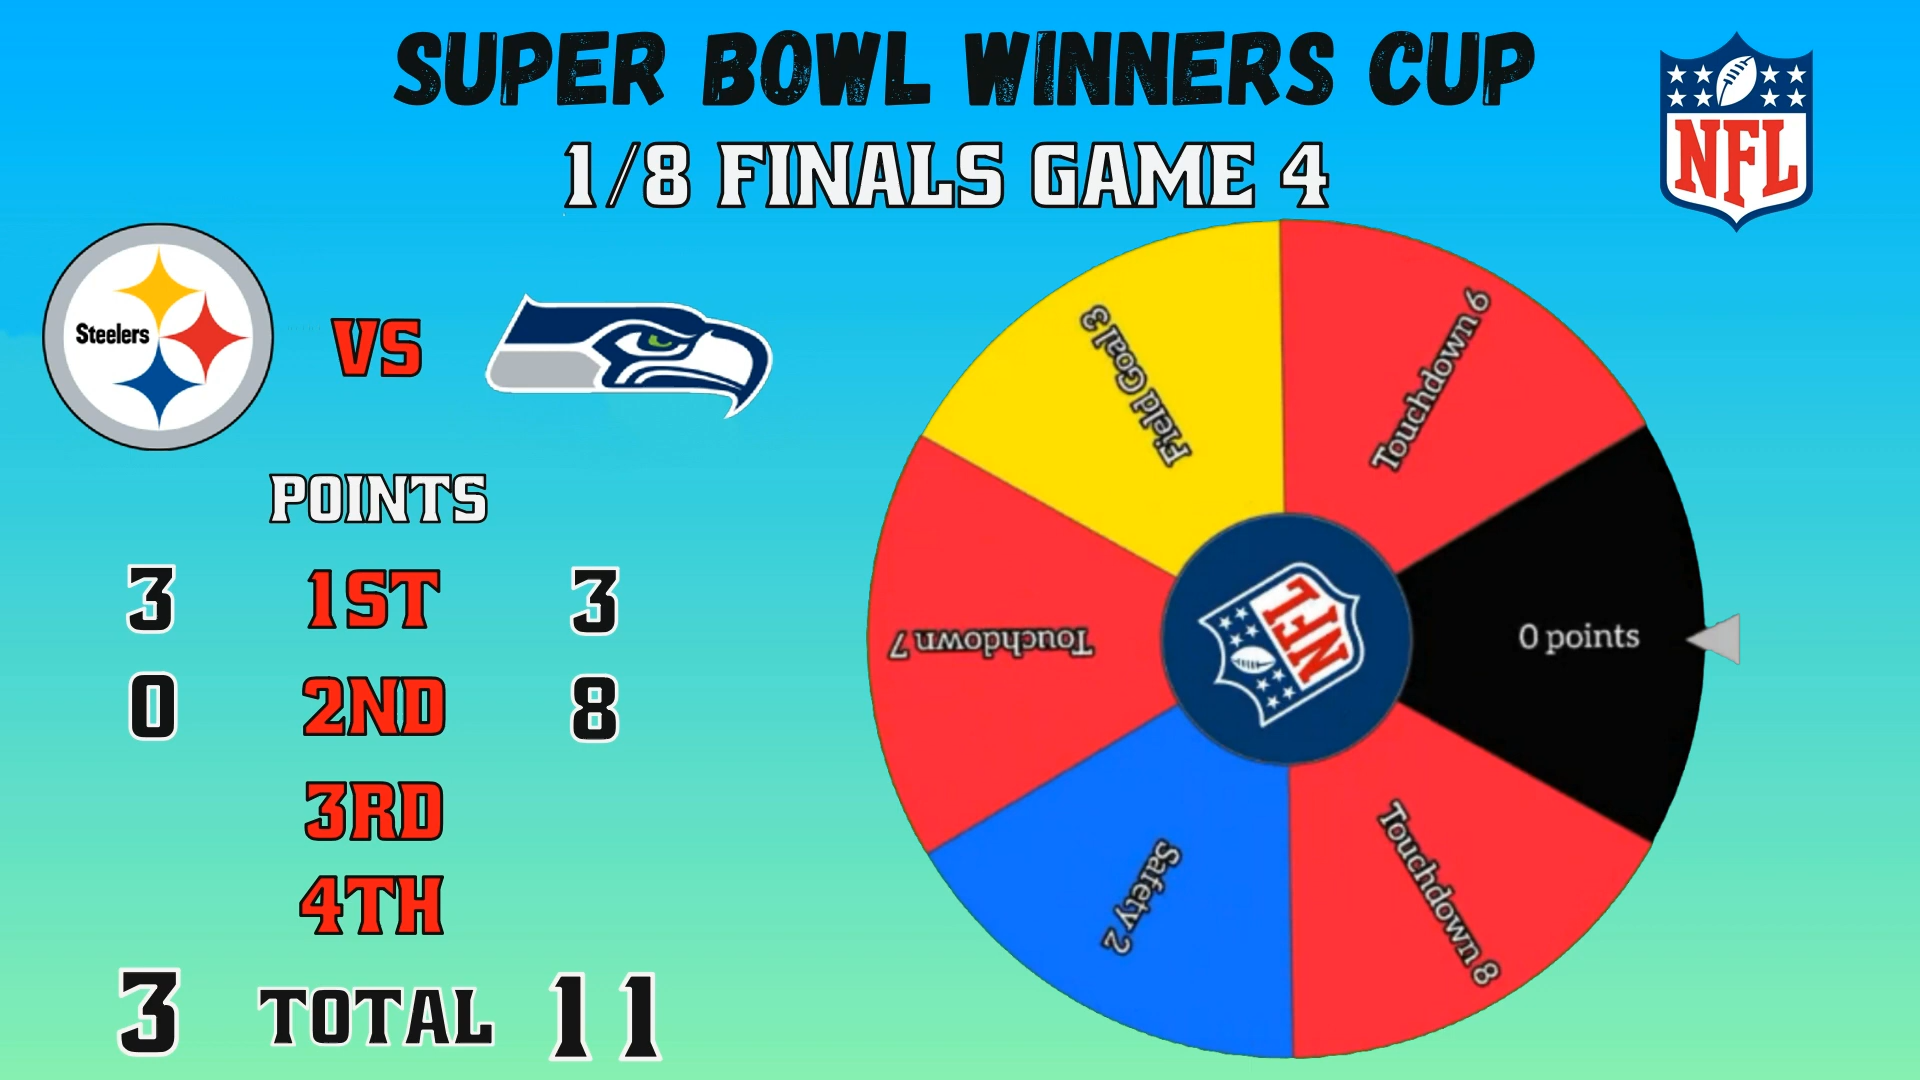 SUPER BOWL WINNERS CUP
1/8 FINALS GAME 4
NFL
Steelers
VS
POINTS
3 1ST 3
0 2ND 8
3RD
4TH
3 TOTAL 11
Field Goal 3
Touchdown 6
Touchdown 7
0 points
Safety 2
Touchdown 8
NFL